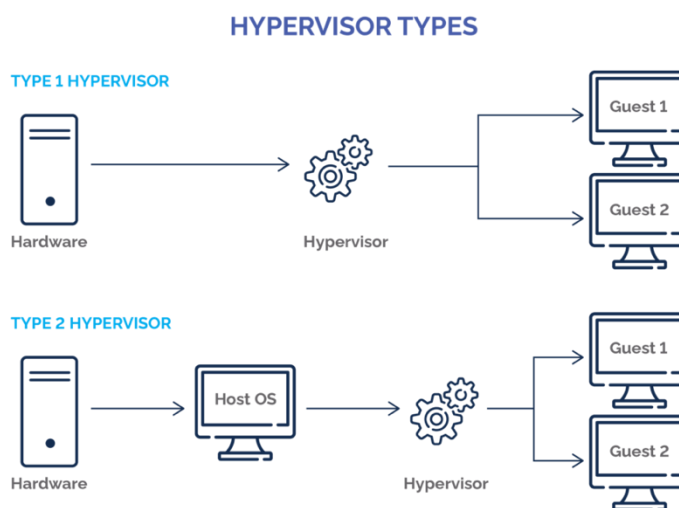 HYPERVISOR TYPES
TYPE 1 HYPERVISOR
Guest 1
Guest 2
Hardware
Hypervisor
TYPE 2 HYPERVISOR
Guest 1
Host OS
Guest 2
Hardware
Hypervisor